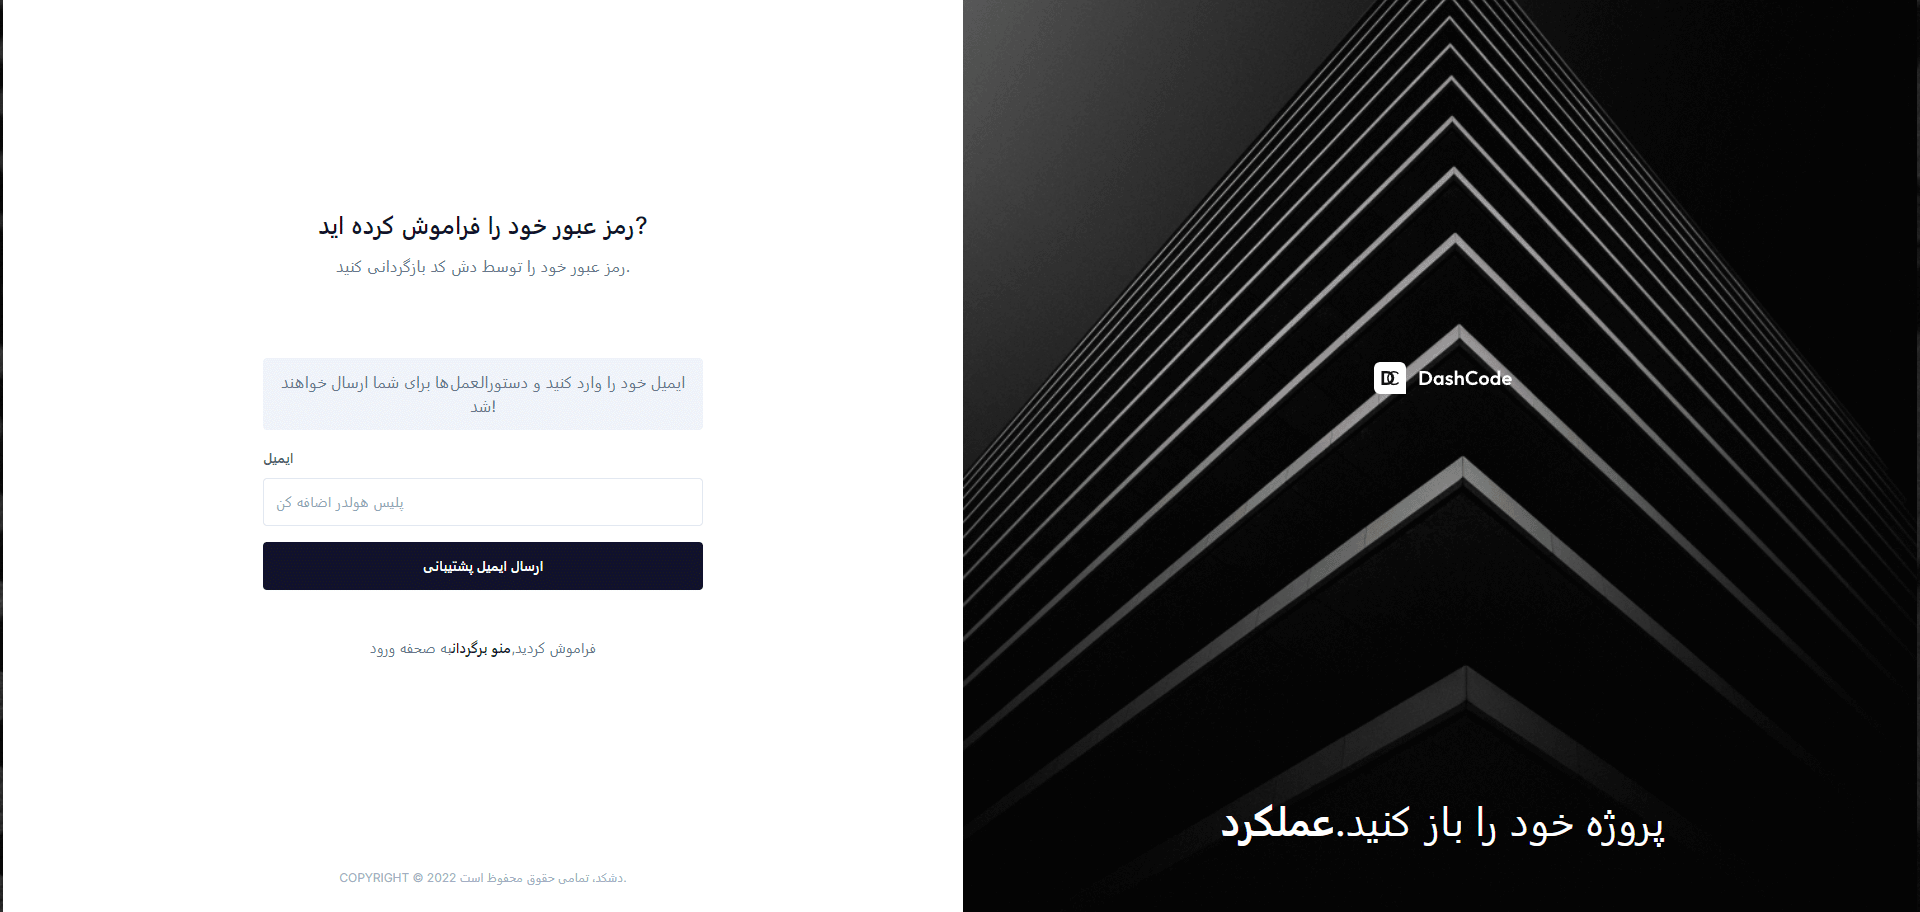 رمز عبور خود را فراموش کرده اید?
رمز عبور خود را توسط دش کد بازگردانی کنید.
ایمیل خود را وارد کنید و دستورالعمل‌ها برای شما ارسال خواهند
شد!
ایمیل
پلیس هولدر اضافه کن
ارسال ایمیل پشتیبانی
فراموش کردید,منو برگردانبه صحفه ورود
COPYRIGHT © 2022 دشکد، تمامی حقوق محفوظ است.
DC DashCode
پروژه خود را باز کنید.عملکرد